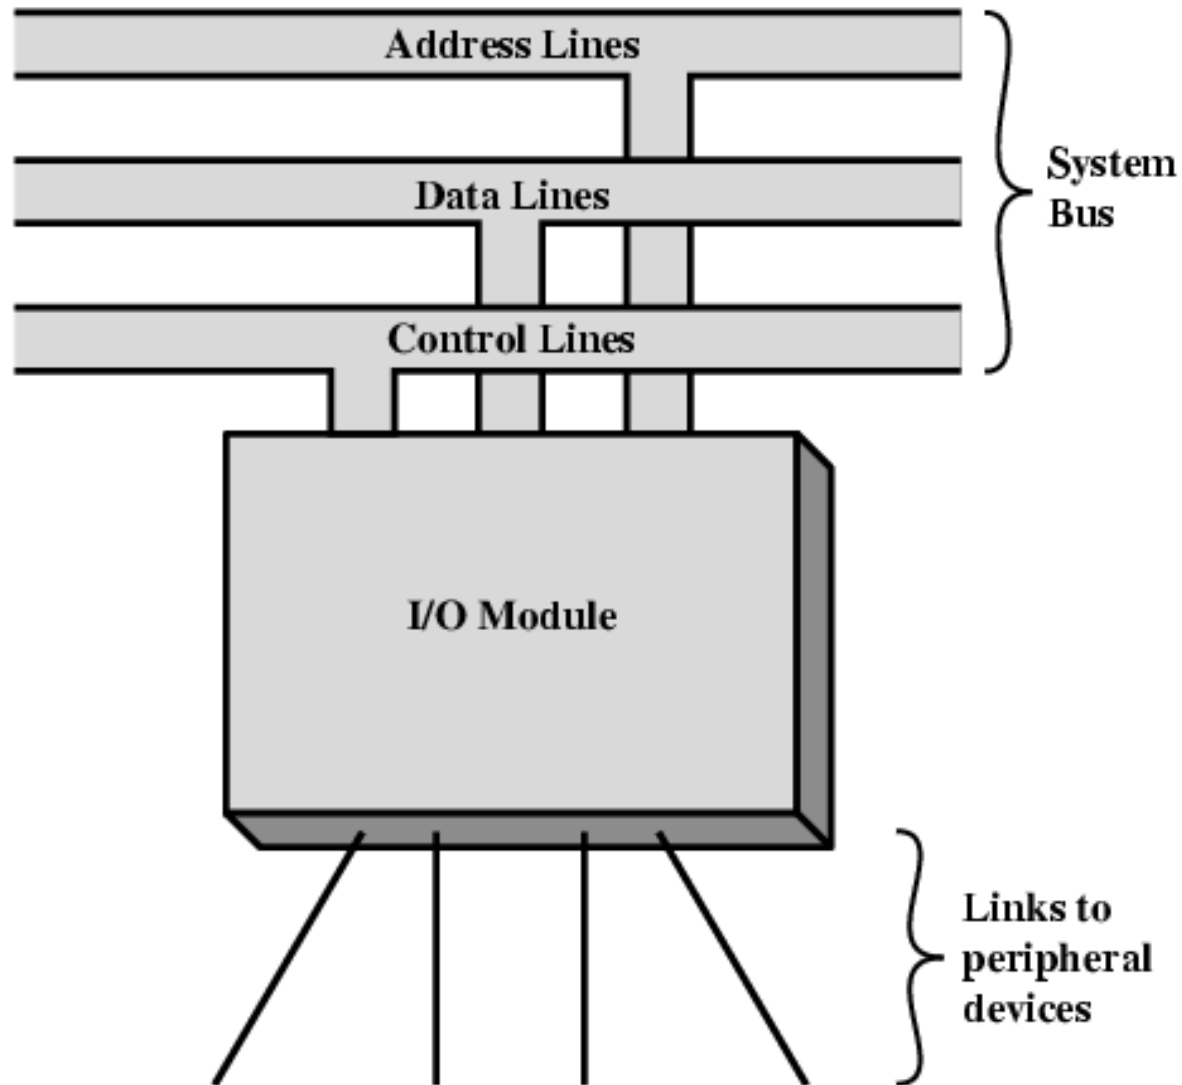 Address Lines
Data Lines
System
Bus
Control Lines
I/O Module
Links to
peripheral
devices